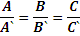 A/A` = B/B` = C/C`